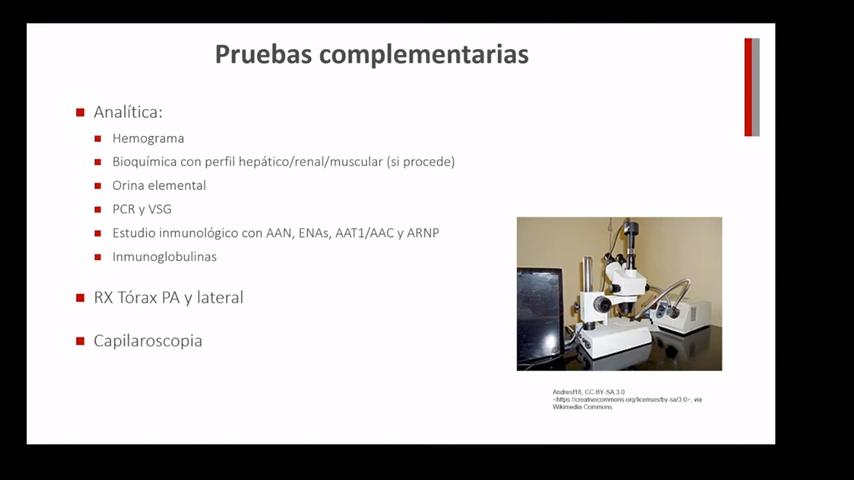 Pruebas complementarias
Analítica:
Hemograma
Bioquímica con perfil hepático/renal/muscular (si procede)
Orina elemental
PCR y VSG
Estudio inmunológico con AAN, ENAs, AAT1/AAC y ARNP
Inmunoglobulinas
RX Tórax PA y lateral
Capilaroscopia
Andresf18, CC BY-SA 3.0
<https://creativecommons.org/licenses/by-sa/3.0>, via
Wikimedia Commons